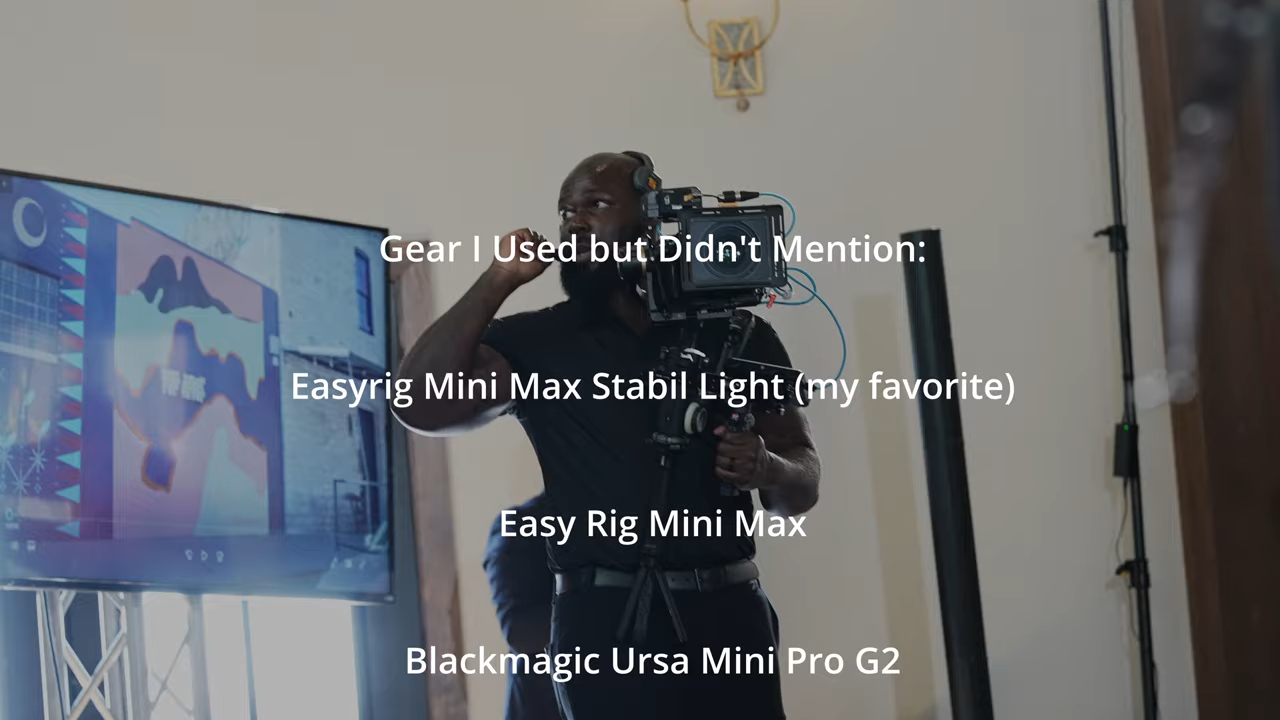 Gear I Used but Didn't Mention:
Easyrig Mini Max Stabil Light (my favorite)
Easy Rig Mini Max
Blackmagic Ursa Mini Pro G2